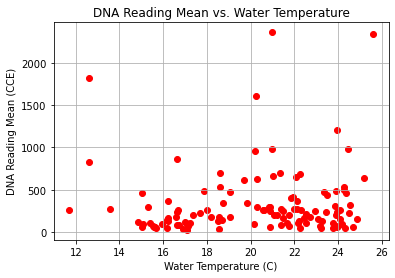 DNA Reading Mean vs. Water Temperature
DNA Reading Mean (CCE)
2000
1500
1000
500
0
12 14 16 18 20 22 24 26
Water Temperature (C)